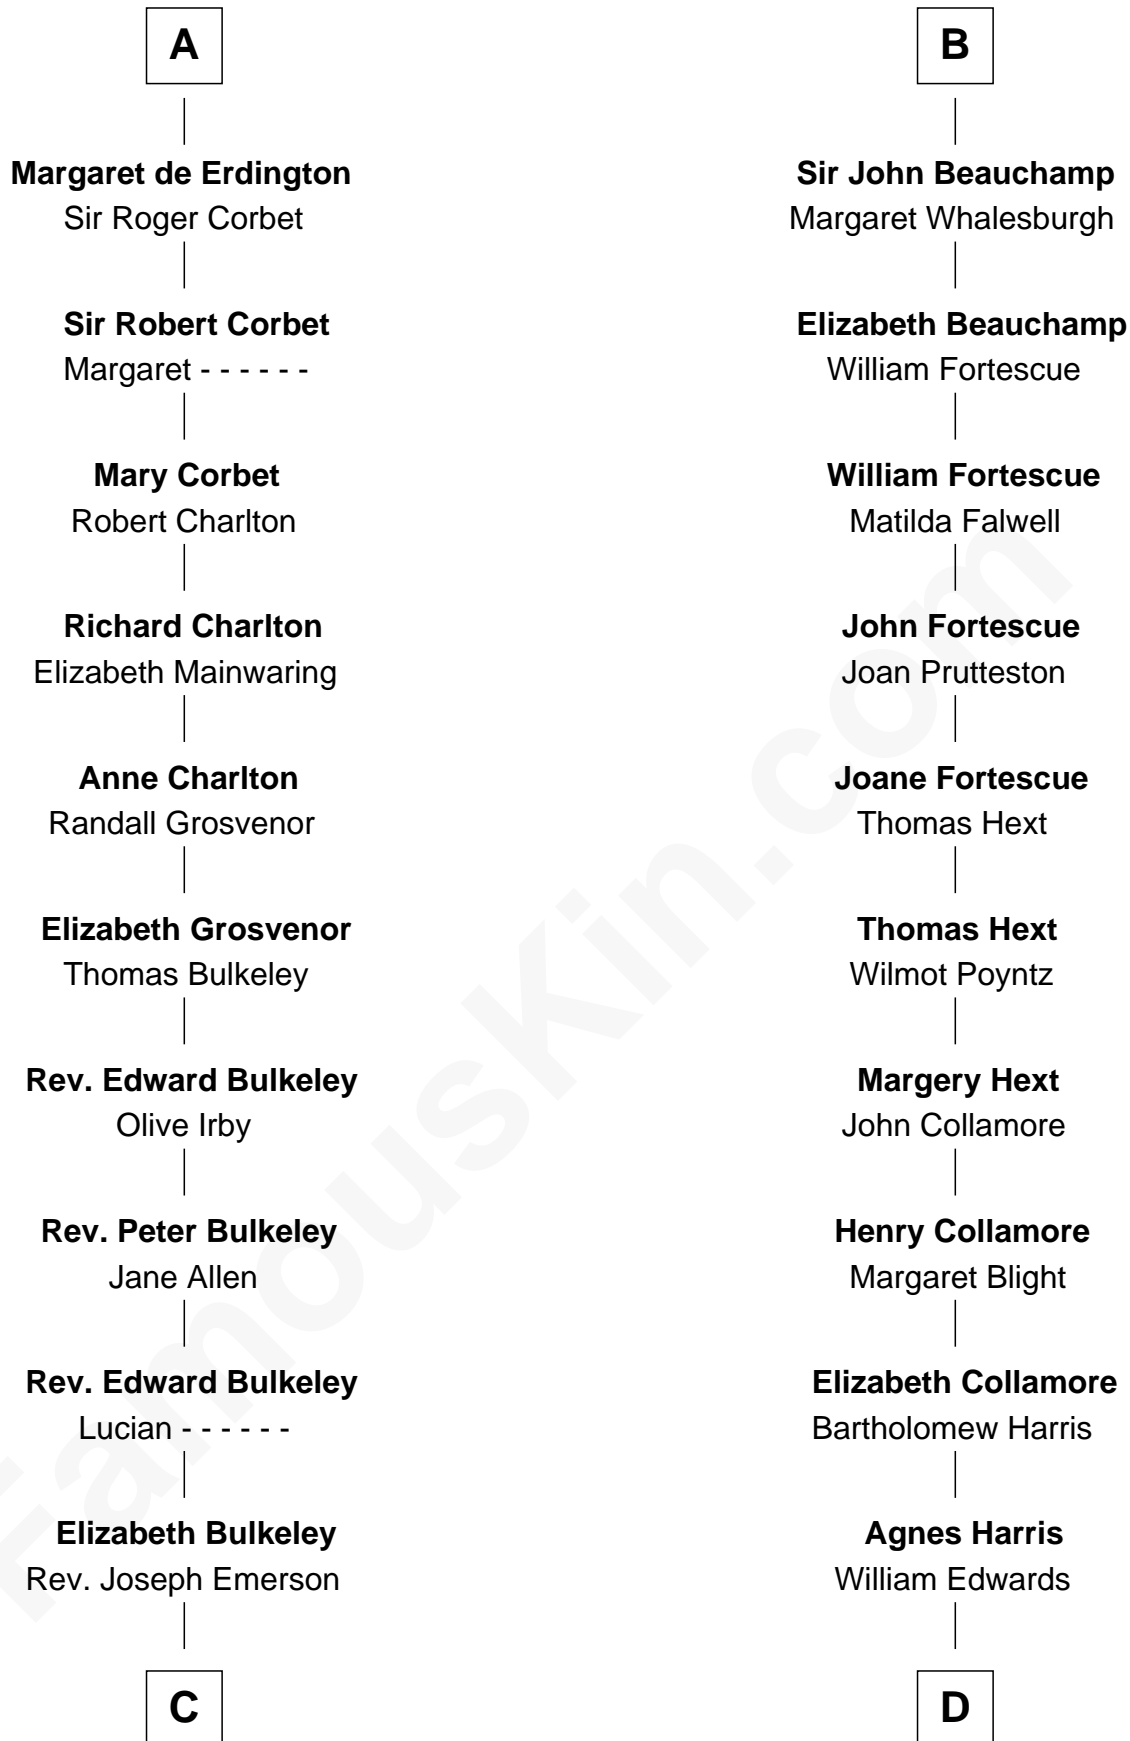 A
Margaret de Erdington
Sir Roger Corbet
Sir Robert Corbet
Margaret - - - - - -
Mary Corbet
Robert Charlton
Richard Charlton
Elizabeth Mainwaring
Anne Charlton
Randall Grosvenor
Elizabeth Grosvenor
Thomas Bulkeley
Rev. Edward Bulkeley
Olive Irby
Rev. Peter Bulkeley
Jane Allen
Rev. Edward Bulkeley
Lucian - - - - - -
Elizabeth Bulkeley
Rev. Joseph Emerson
C
B
Sir John Beauchamp
Margaret Whalesburgh
Elizabeth Beauchamp
William Fortescue
William Fortescue
Matilda Falwell
John Fortescue
Joan Prutteston
Joane Fortescue
Thomas Hext
Thomas Hext
Wilmot Poyntz
Margery Hext
John Collamore
Henry Collamore
Margaret Blight
Elizabeth Collamore
Bartholomew Harris
Agnes Harris
William Edwards
D
FamousKin.com